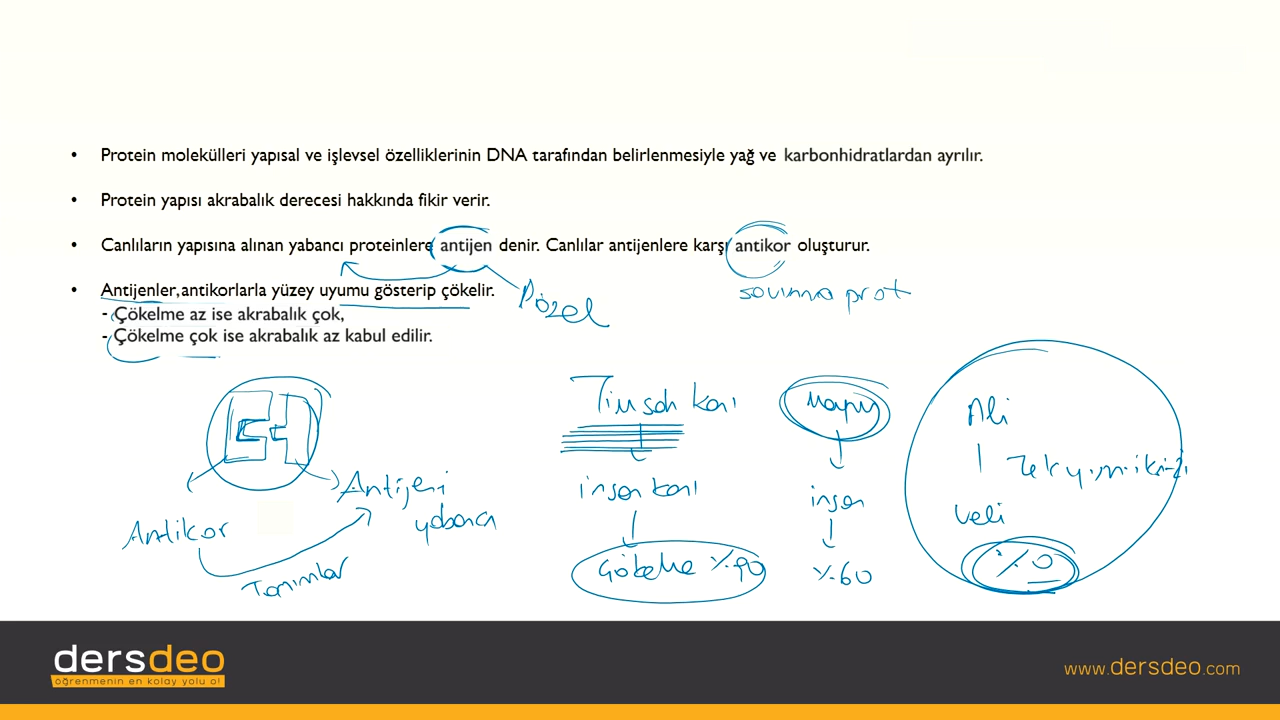 • Protein molekülleri yapısal ve işlevsel özelliklerinin DNA tarafından belirlenmesiyle yağ ve karbonhidratlardan ayrılır.
• Protein yapısı akrabalık derecesi hakkında fikir verir.
• Canlıların yapısına alınan yabancı proteinlere antijen denir. Canlılar antijenlere karşı antikor oluşturur.
• Antijenler,antikorlarla yüzey uyumu gösterip çökelir.
özel
savunma prot
- Çökelme az ise akrabalık çok,
- Çökelme çok ise akrabalık az kabul edilir.
Timsah kanı
maymun
Ali
Tek yum. ikizi
Antijeni
insan kanı
insan
yabancı
Veli
Antikor
Tanımlar
Çökelme %90
%60
%0
dersdeo
öğrenmenin en kolay yolu o!
www.dersdeo.com